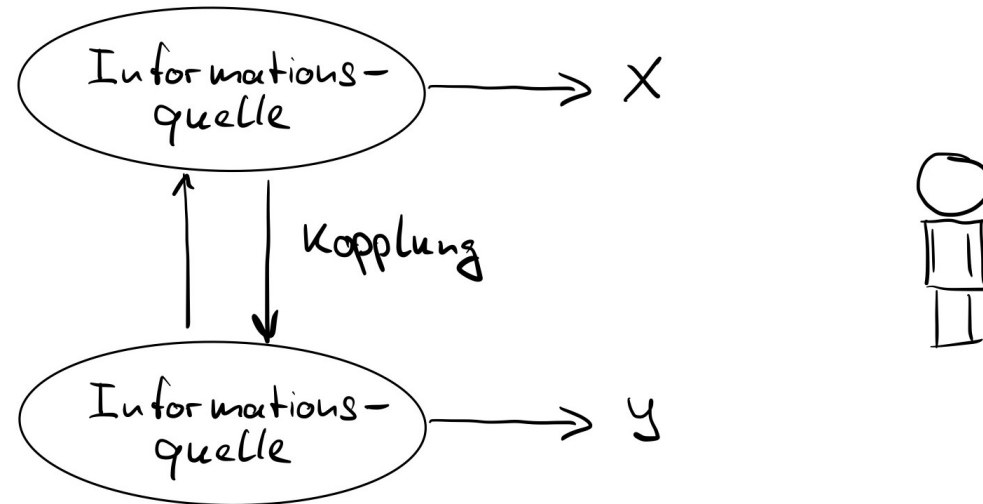 Informations-
quelle
X
Kopplung
Informations-
quelle
y